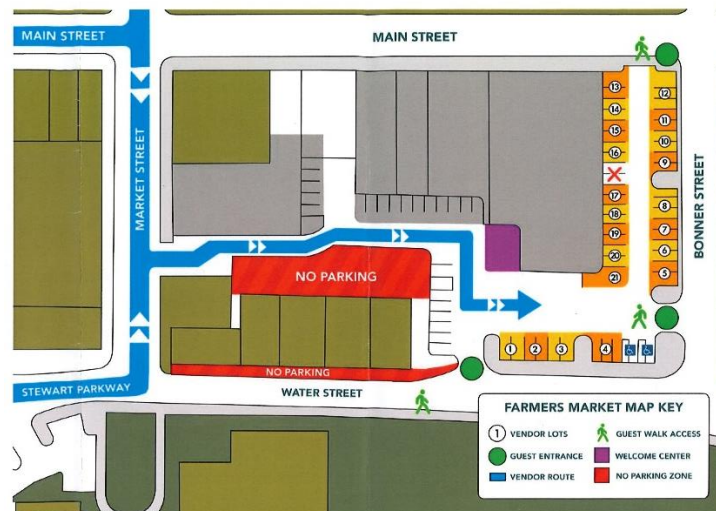 MAIN STREET
MAIN STREET
MARKET STREET
BONNER STREET
13
14
15
16
17
18
19
20
21
12
11
10
9
8
7
6
5
NO PARKING
1
2
3
4
NO PARKING
STEWART PARKWAY
WATER STREET
FARMERS MARKET MAP KEY
1 VENDOR LOTS
GUEST WALK ACCESS
GUEST ENTRANCE
WELCOME CENTER
VENDOR ROUTE
NO PARKING ZONE